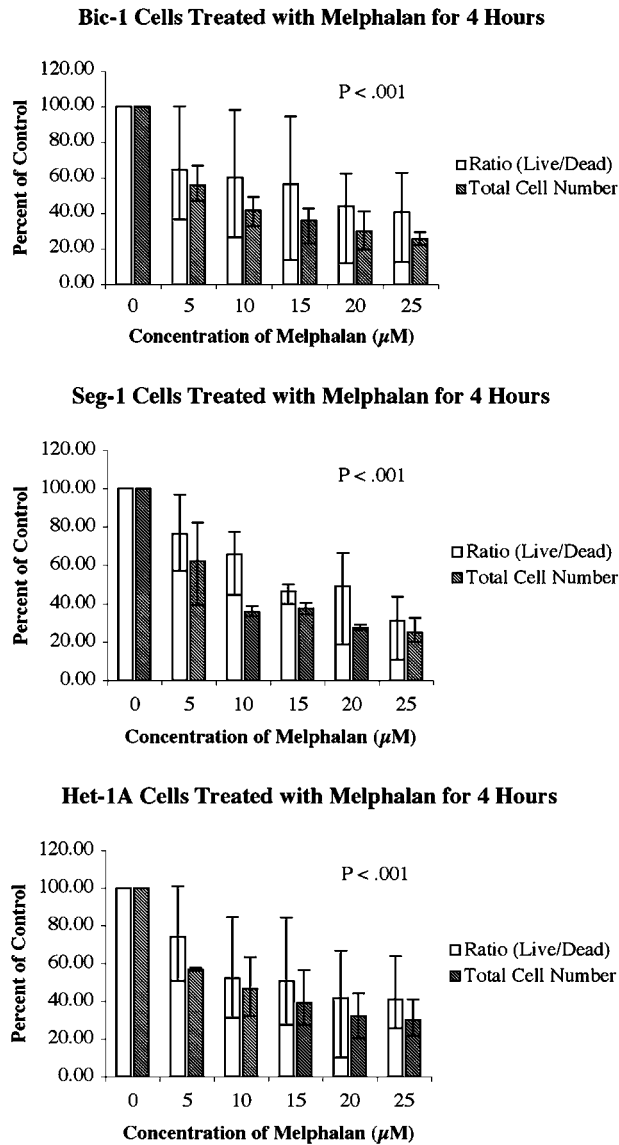 Bic-1 Cells Treated with Melphalan for 4 Hours
120.00
100.00
80.00
60.00
40.00
20.00
0.00
Percent of Control
P < .001
Ratio (Live/Dead)
Total Cell Number
0 5 10 15 20 25
Concentration of Melphalan (μM)
Seg-1 Cells Treated with Melphalan for 4 Hours
120.00
100.00
80.00
60.00
40.00
20.00
0.00
Percent of Control
P < .001
Ratio (Live/Dead)
Total Cell Number
0 5 10 15 20 25
Concentration of Melphalan (μM)
Het-1A Cells Treated with Melphalan for 4 Hours
120.00
100.00
80.00
60.00
40.00
20.00
0.00
Percent of Control
P < .001
Ratio (Live/Dead)
Total Cell Number
0 5 10 15 20 25
Concentration of Melphalan (μM)